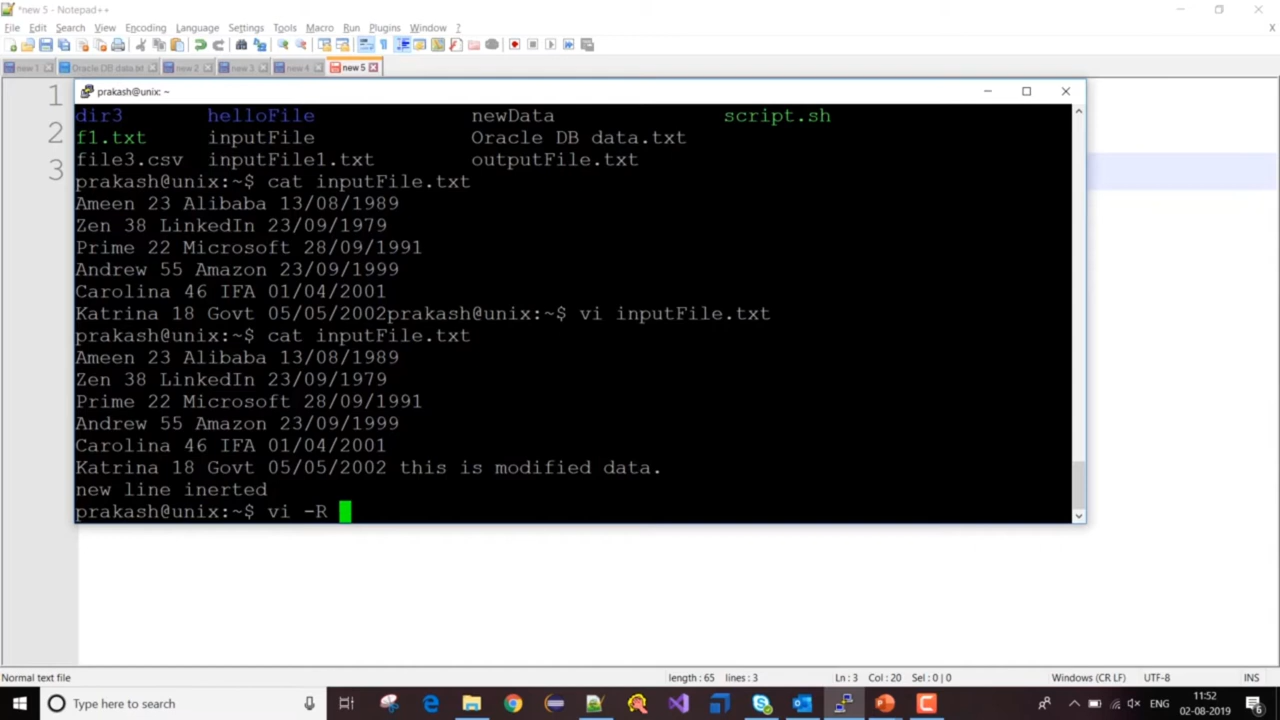 *new 5 - Notepad++
File Edit Search View Encoding Language Settings Tools Macro Run Plugins Window ?
X
new 1 Oracle DB data.txt new 2 new 3 new 4 new 5
1
2
3
prakash@unix: ~
dir3 helloFile newData script.sh
f1.txt inputFile Oracle DB data.txt
file3.csv inputFile1.txt outputFile.txt
prakash@unix:~$ cat inputFile.txt
Ameen 23 Alibaba 13/08/1989
Zen 38 LinkedIn 23/09/1979
Prime 22 Microsoft 28/09/1991
Andrew 55 Amazon 23/09/1999
Carolina 46 IFA 01/04/2001
Katrina 18 Govt 05/05/2002prakash@unix:~$ vi inputFile.txt
prakash@unix:~$ cat inputFile.txt
Ameen 23 Alibaba 13/08/1989
Zen 38 LinkedIn 23/09/1979
Prime 22 Microsoft 28/09/1991
Andrew 55 Amazon 23/09/1999
Carolina 46 IFA 01/04/2001
Katrina 18 Govt 05/05/2002 this is modified data.
new line inerted
prakash@unix:~$ vi -R
Normal text file length : 65 lines : 3 Ln : 3 Col : 20 Sel : 0 | 0 Windows (CR LF) UTF-8 INS
Type here to search ENG 11:52 6
02-08-2019